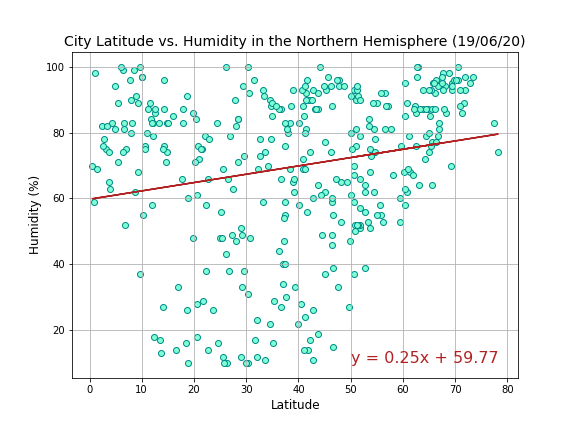 City Latitude vs. Humidity in the Northern Hemisphere (19/06/20)
100
80
60
40
20
Humidity (%)
y = 0.25x + 59.77
0 10 20 30 40 50 60 70 80
Latitude